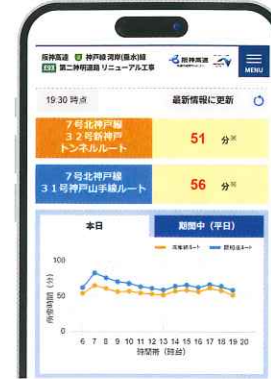 阪神高速 神戸線 湾岸(垂水)線
第二神明道路 リニューアル工事
阪神高速
MENU
19:30 時点
最新情報に更新
7号北神戸線
32号新神戸
トンネルルート
51 分※
7号北神戸線
31号神戸山手線ルート
56 分※
本日
期間中（平日）
所要時間（分）
100
50
0
6 7 8 9 10 11 12 13 14 15 16 17 18 19 20
時間帯（時台）